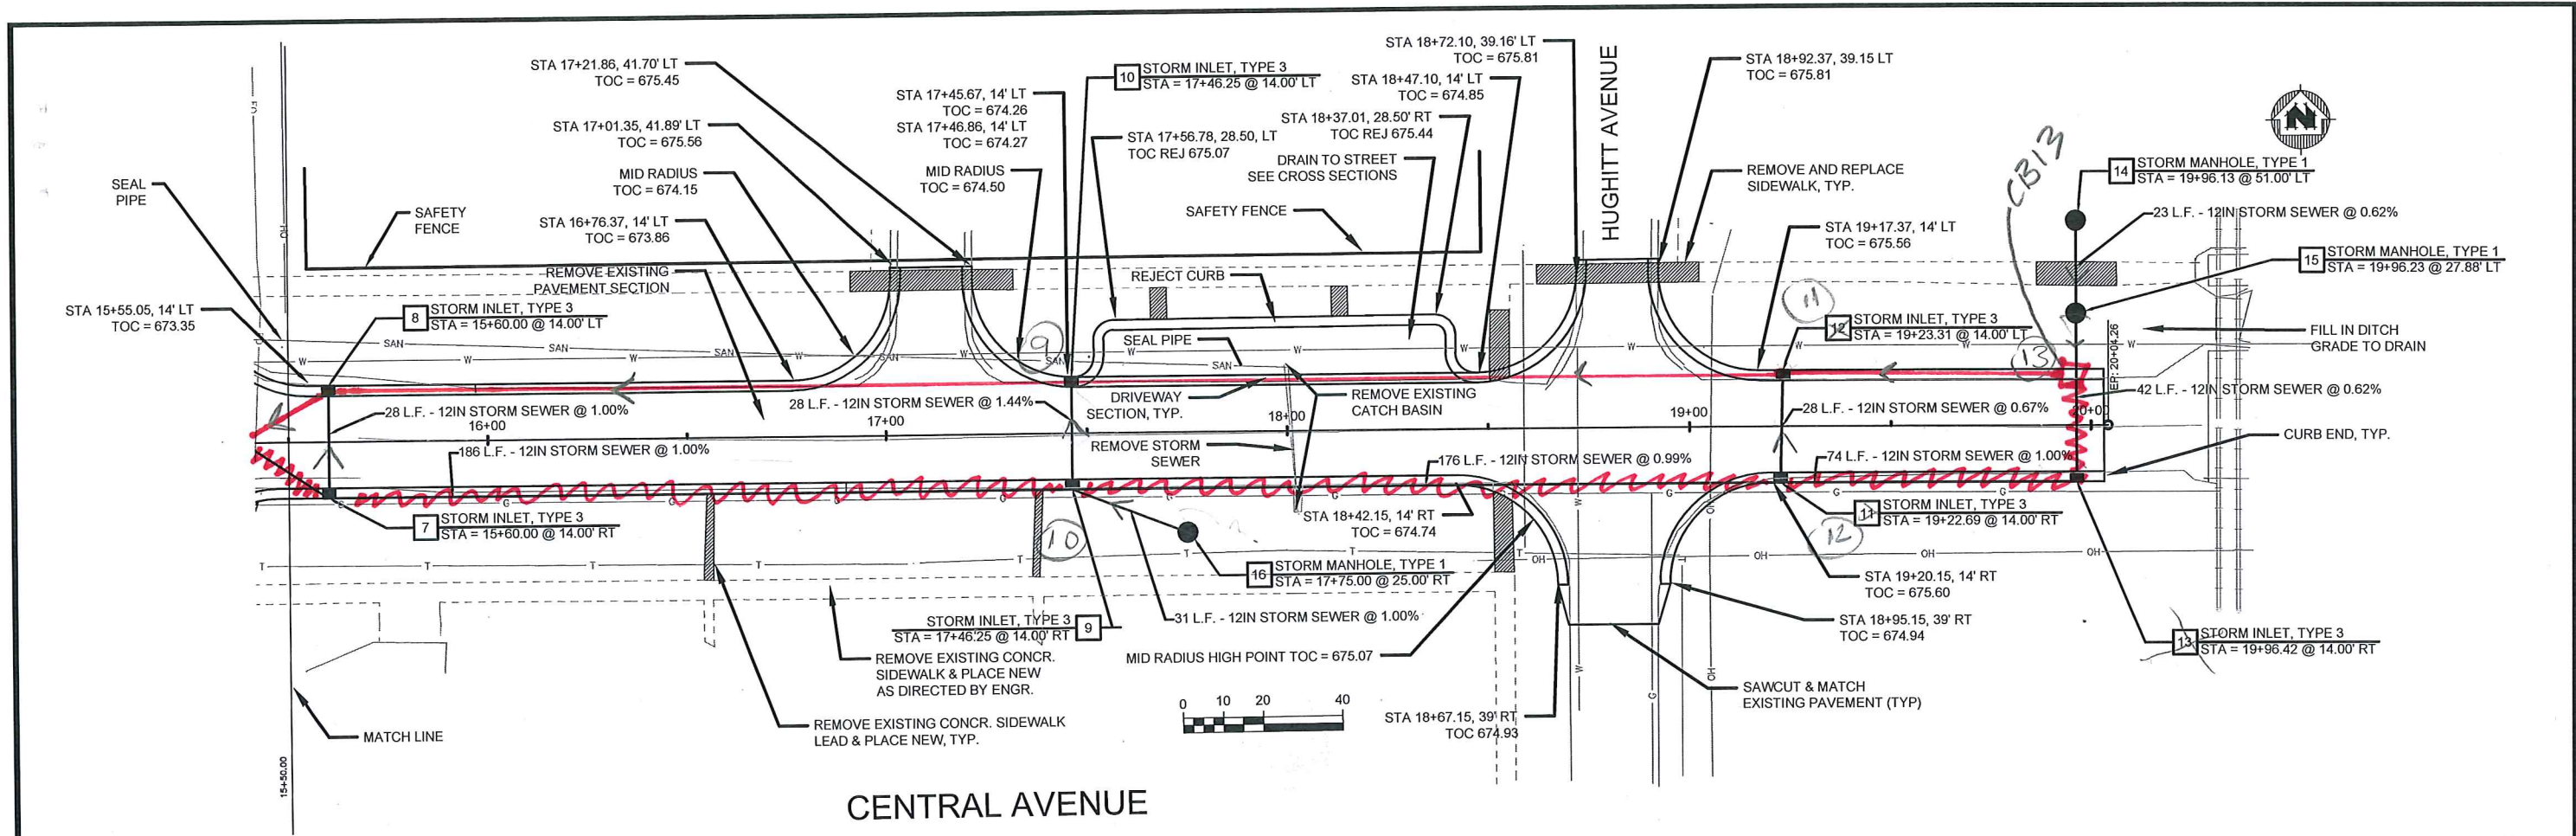 STA 17+21.86, 41.70' LT
TOC = 675.45
STA 17+01.35, 41.89' LT
TOC = 675.56
MID RADIUS
TOC = 674.15
STA 16+76.37, 14' LT
TOC = 673.86
REMOVE EXISTING
PAVEMENT SECTION
SEAL
PIPE
SAFETY
FENCE
STA 15+55.05, 14' LT
TOC = 673.35
8
STORM INLET, TYPE 3
STA = 15+60.00 @ 14.00' LT
STA 17+45.67, 14' LT
TOC = 674.26
STA 17+46.86, 14' LT
TOC = 674.27
MID RADIUS
TOC = 674.50
10
STORM INLET, TYPE 3
STA = 17+46.25 @ 14.00' LT
STA 17+56.78, 28.50, LT
TOC REJ 675.07
SAFETY FENCE
REJECT CURB
SEAL PIPE
STA 18+72.10, 39.16' LT
TOC = 675.81
STA 18+47.10, 14' LT
TOC = 674.85
STA 18+37.01, 28.50' RT
TOC REJ 675.44
DRAIN TO STREET
SEE CROSS SECTIONS
HUGHITT AVENUE
STA 18+92.37, 39.15 LT
TOC = 675.81
REMOVE AND REPLACE
SIDEWALK, TYP.
STA 19+17.37, 14' LT
TOC = 675.56
11
12
STORM INLET, TYPE 3
STA = 19+23.31 @ 14.00' LT
CB13
N
14
STORM MANHOLE, TYPE 1
STA = 19+96.13 @ 51.00' LT
23 L.F. - 12IN STORM SEWER @ 0.62%
15
STORM MANHOLE, TYPE 1
STA = 19+96.23 @ 27.88' LT
FILL IN DITCH
GRADE TO DRAIN
13
EP: 20+04.26
42 L.F. - 12IN STORM SEWER @ 0.62%
CURB END, TYP.
9
SAN
SAN
SAN
SAN
SAN
SAN
W
W
W
W
W
W
W
W
W
W
28 L.F. - 12IN STORM SEWER @ 1.00%
16+00
186 L.F. - 12IN STORM SEWER @ 1.00%
28 L.F. - 12IN STORM SEWER @ 1.44%
17+00
DRIVEWAY
SECTION, TYP.
18+00
REMOVE EXISTING
CATCH BASIN
REMOVE STORM
SEWER
19+00
28 L.F. - 12IN STORM SEWER @ 0.67%
20+00
176 L.F. - 12IN STORM SEWER @ 0.99%
74 L.F. - 12IN STORM SEWER @ 1.00%
7
STORM INLET, TYPE 3
STA = 15+60.00 @ 14.00' RT
10
STA 18+42.15, 14' RT
TOC = 674.74
11
STORM INLET, TYPE 3
STA = 19+22.69 @ 14.00' RT
12
16
STORM MANHOLE, TYPE 1
STA = 17+75.00 @ 25.00' RT
31 L.F. - 12IN STORM SEWER @ 1.00%
STORM INLET, TYPE 3
STA = 17+46.25 @ 14.00' RT
9
STA 19+20.15, 14' RT
TOC = 675.60
STA 18+95.15, 39' RT
TOC = 674.94
13
STORM INLET, TYPE 3
STA = 19+96.42 @ 14.00' RT
REMOVE EXISTING CONCR.
SIDEWALK & PLACE NEW
AS DIRECTED BY ENGR.
MID RADIUS HIGH POINT TOC = 675.07
SAWCUT & MATCH
EXISTING PAVEMENT (TYP)
REMOVE EXISTING CONCR. SIDEWALK
LEAD & PLACE NEW, TYP.
0 10 20 40
STA 18+67.15, 39' RT
TOC 674.93
MATCH LINE
15+50.00
CENTRAL AVENUE